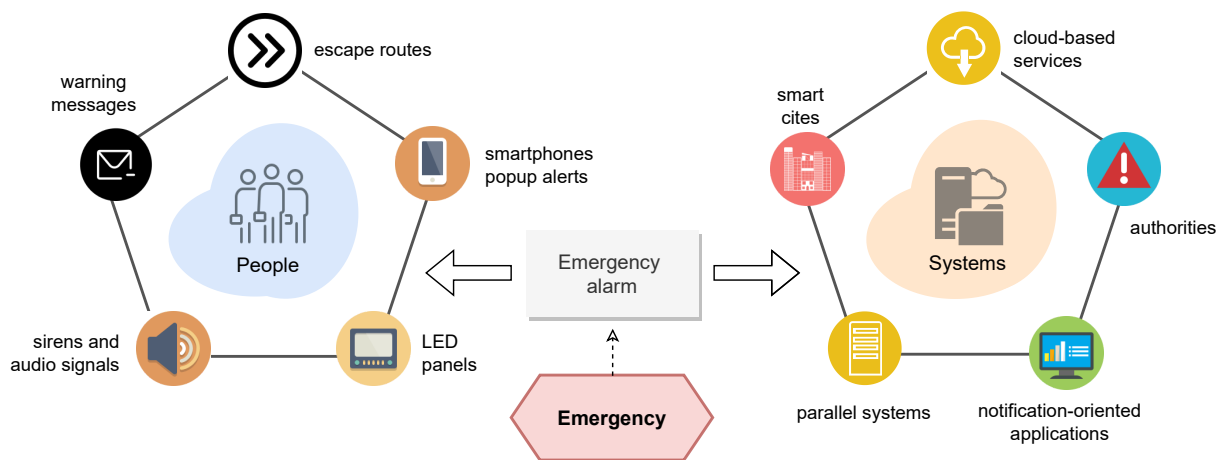 escape routes
warning
messages
smartphones
popup alerts
People
sirens and
audio signals
LED
panels
Emergency
alarm
Emergency
cloud-based
services
smart
cites
authorities
Systems
parallel systems
notification-oriented
applications